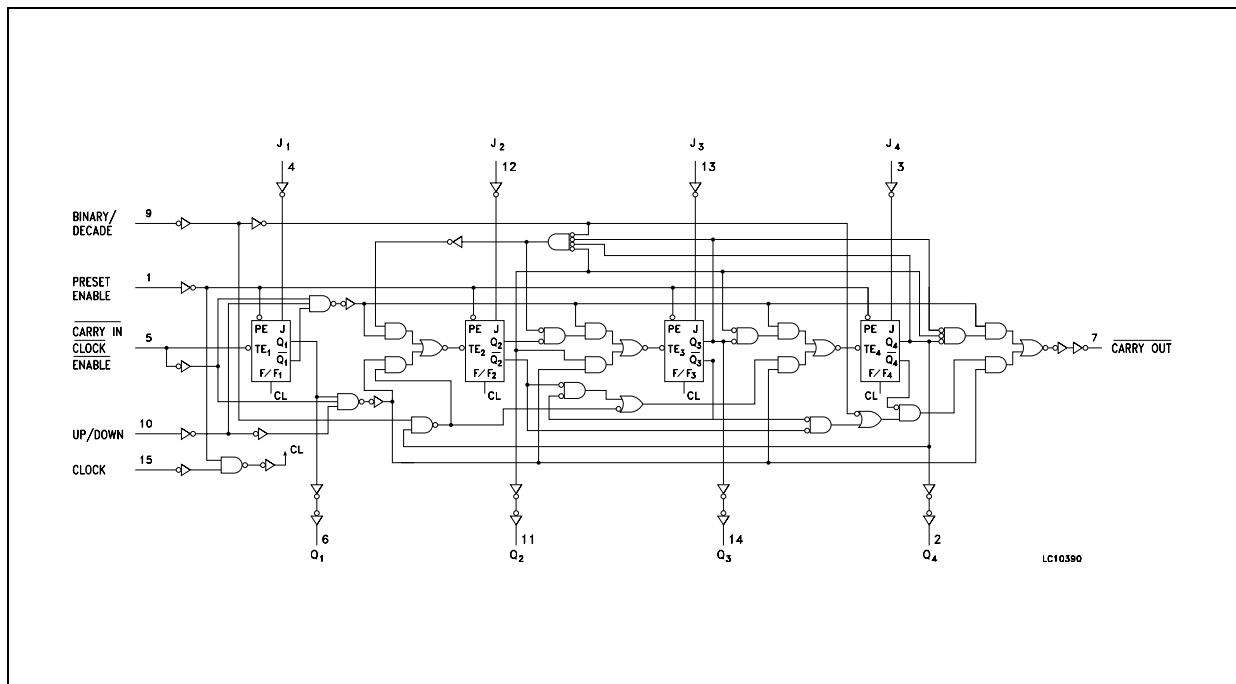 J1 J2 J3 J4
4 12 13 3
BINARY/ 9
DECADE
PRESET 1
ENABLE
CARRY IN 5
CLOCK
ENABLE
PE J PE J PE J PE J
Q1 Q2 Q3 Q4
TE1 Q1 TE2 Q2 TE3 Q3 TE4 Q4
F/F1 F/F2 F/F3 F/F4
CL CL CL CL
7 CARRY OUT
UP/DOWN 10
CL
CLOCK 15
6 11 14 2
Q1 Q2 Q3 Q4
LC10390